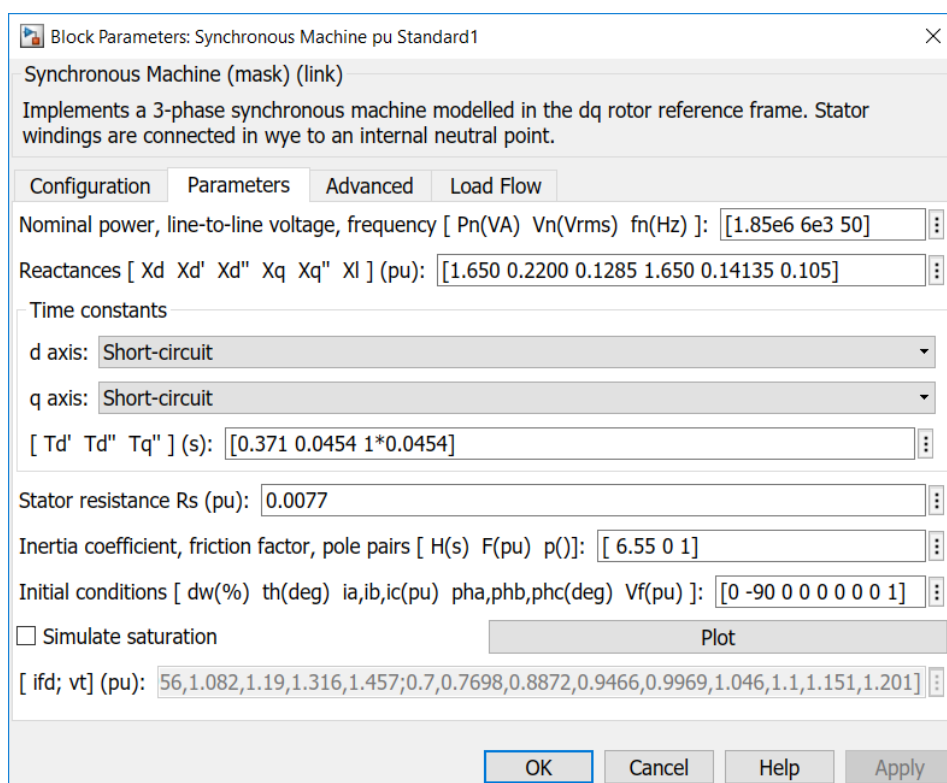 Block Parameters: Synchronous Machine pu Standard1
Synchronous Machine (mask) (link)
Implements a 3-phase synchronous machine modelled in the dq rotor reference frame. Stator
windings are connected in wye to an internal neutral point.
Configuration Parameters Advanced Load Flow
Nominal power, line-to-line voltage, frequency [ Pn(VA) Vn(Vrms) fn(Hz) ]: [1.85e6 6e3 50]
Reactances [ Xd Xd' Xd'' Xq Xq'' Xl ] (pu): [1.650 0.2200 0.1285 1.650 0.14135 0.105]
Time constants
d axis: Short-circuit
q axis: Short-circuit
[ Td' Td'' Tq'' ] (s): [0.371 0.0454 1*0.0454]
Stator resistance Rs (pu): 0.0077
Inertia coefficient, friction factor, pole pairs [ H(s) F(pu) p()]: [ 6.55 0 1]
Initial conditions [ dw(%) th(deg) ia,ib,ic(pu) pha,phb,phc(deg) Vf(pu) ]: [0 -90 0 0 0 0 0 0 1]
Simulate saturation Plot
[ ifd; vt] (pu): 56,1.082,1.19,1.316,1.457;0.7,0.7698,0.8872,0.9466,0.9969,1.046,1.1,1.151,1.201]
OK Cancel Help Apply